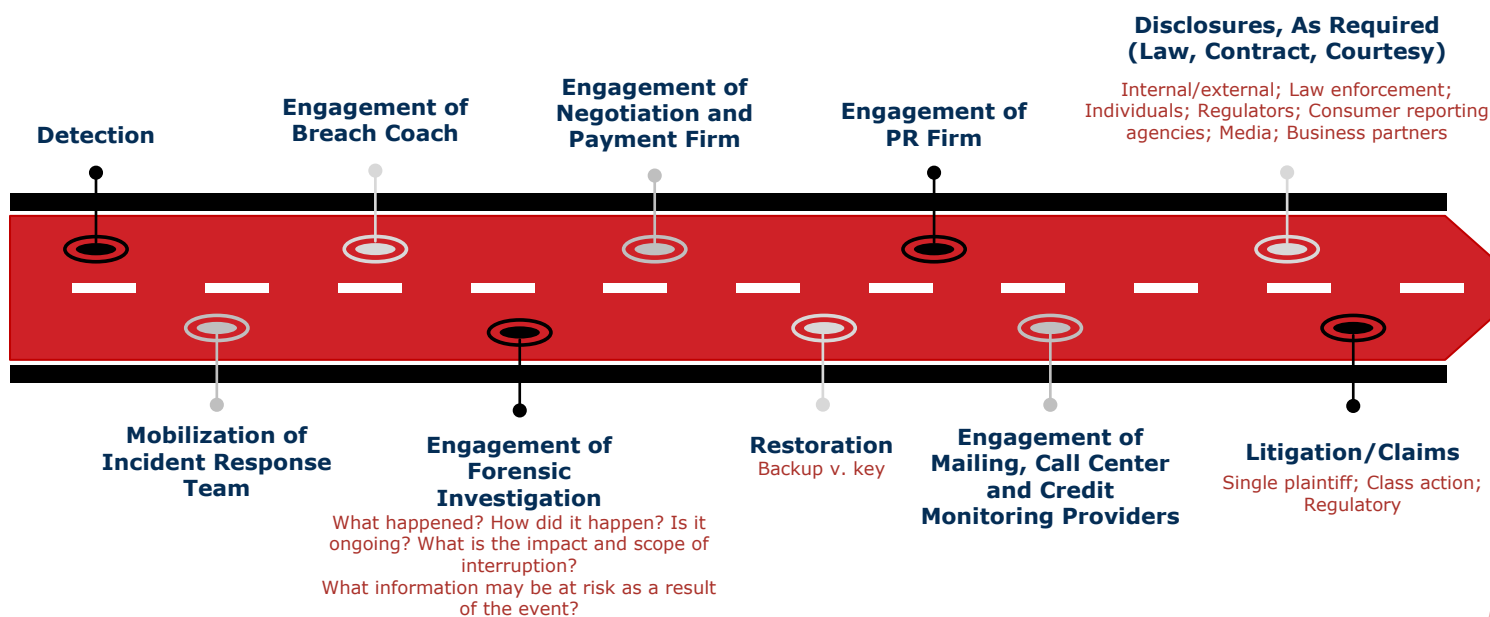 Detection
Engagement of
Breach Coach
Engagement of
Negotiation and
Payment Firm
Engagement of
PR Firm
Disclosures, As Required
(Law, Contract, Courtesy)
Internal/external; Law enforcement;
Individuals; Regulators; Consumer reporting
agencies; Media; Business partners
Mobilization of
Incident Response
Team
Engagement of
Forensic
Investigation
What happened? How did it happen? Is it
ongoing? What is the impact and scope of
interruption?
What information may be at risk as a result
of the event?
Restoration
Backup v. key
Engagement of
Mailing, Call Center
and Credit
Monitoring Providers
Litigation/Claims
Single plaintiff; Class action;
Regulatory